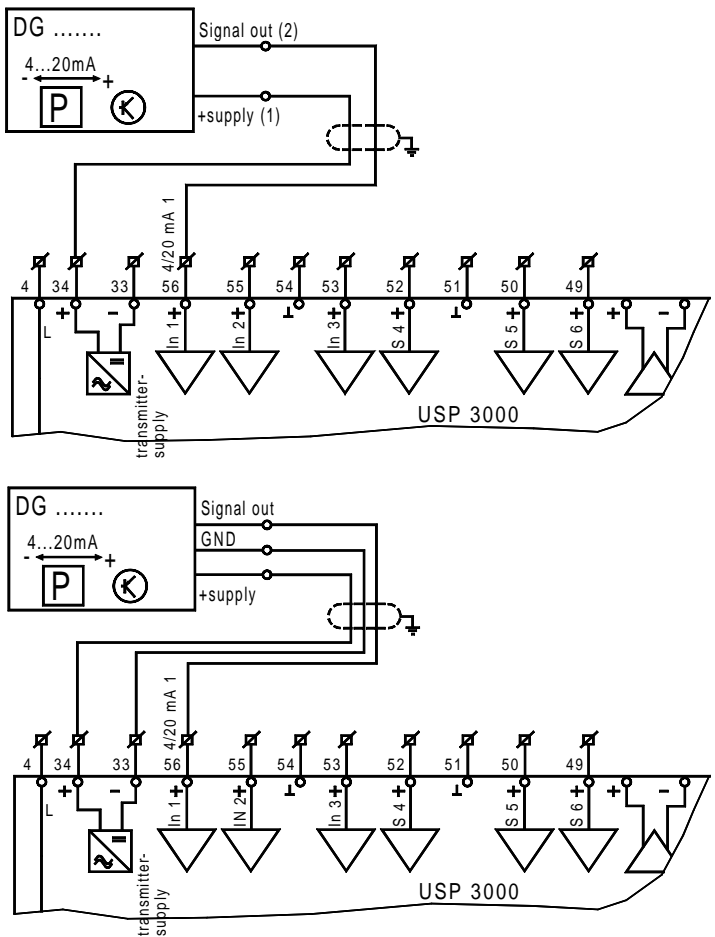 DG .......
Signal out (2)
4...20mA
- +
P
+supply (1)
4/20 mA 1
4 34 33 56 55 54 53 52 51 50 49
+ - + + ⊥ + + ⊥ + + + -
L In 1 In 2 In 3 S 4 S 5 S 6
transmitter-
supply
USP 3000
DG .......
Signal out
GND
4...20mA
- +
P
+supply
4/20 mA 1
4 34 33 56 55 54 53 52 51 50 49
+ - + + ⊥ + + ⊥ + + + -
L In 1 IN 2 In 3 S 4 S 5 S 6
transmitter-
supply
USP 3000